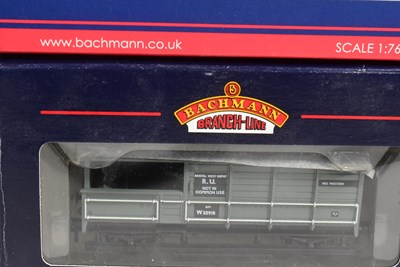 www.bachmann.co.uk
SCALE 1:76
BACHMANN
BRANCH-LINE
R.U.
NOT IN
COMMON USE